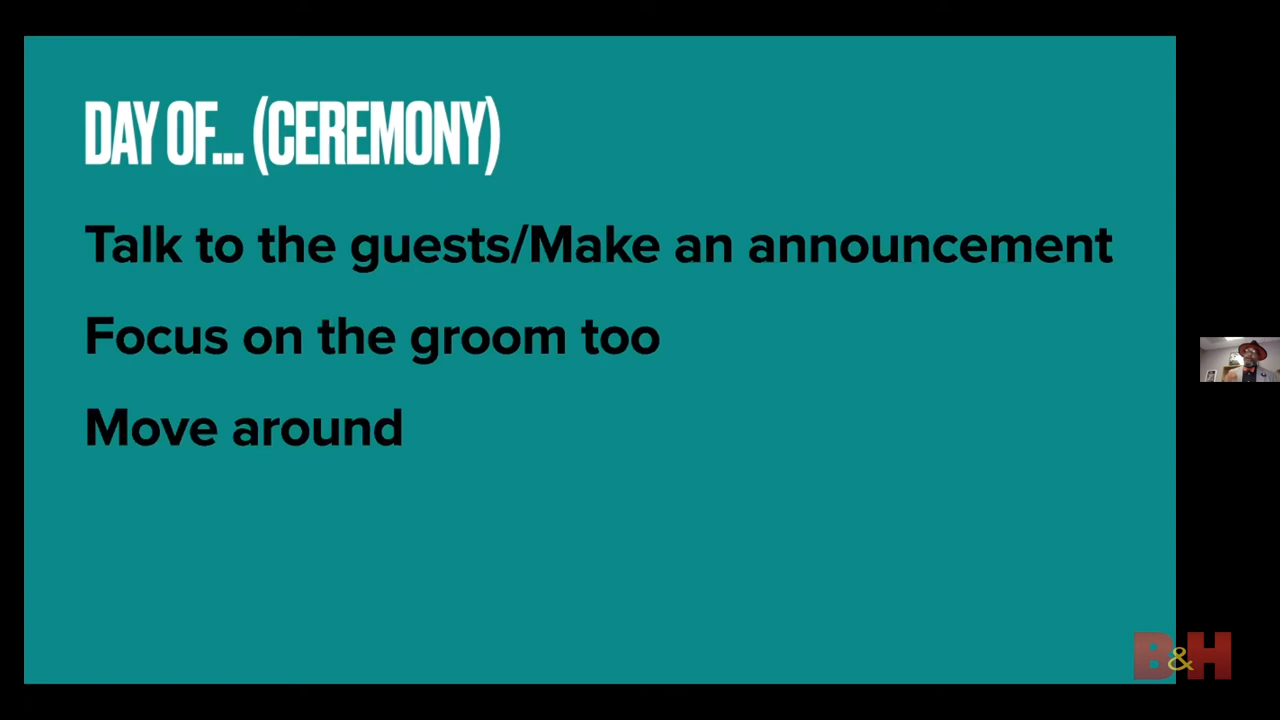 DAY OF... (CEREMONY)
Talk to the guests/Make an announcement
Focus on the groom too
Move around
B&H